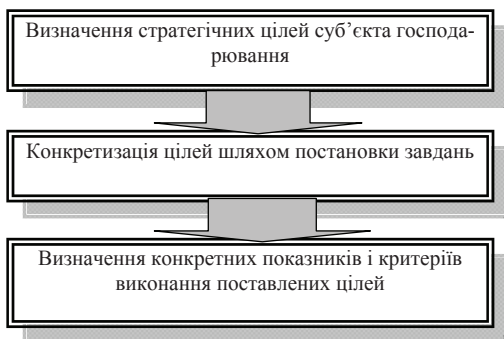 Визначення стратегічних цілей суб’єкта господа-
рювання
Конкретизація цілей шляхом постановки завдань
Визначення конкретних показників і критеріїв
виконання поставлених цілей